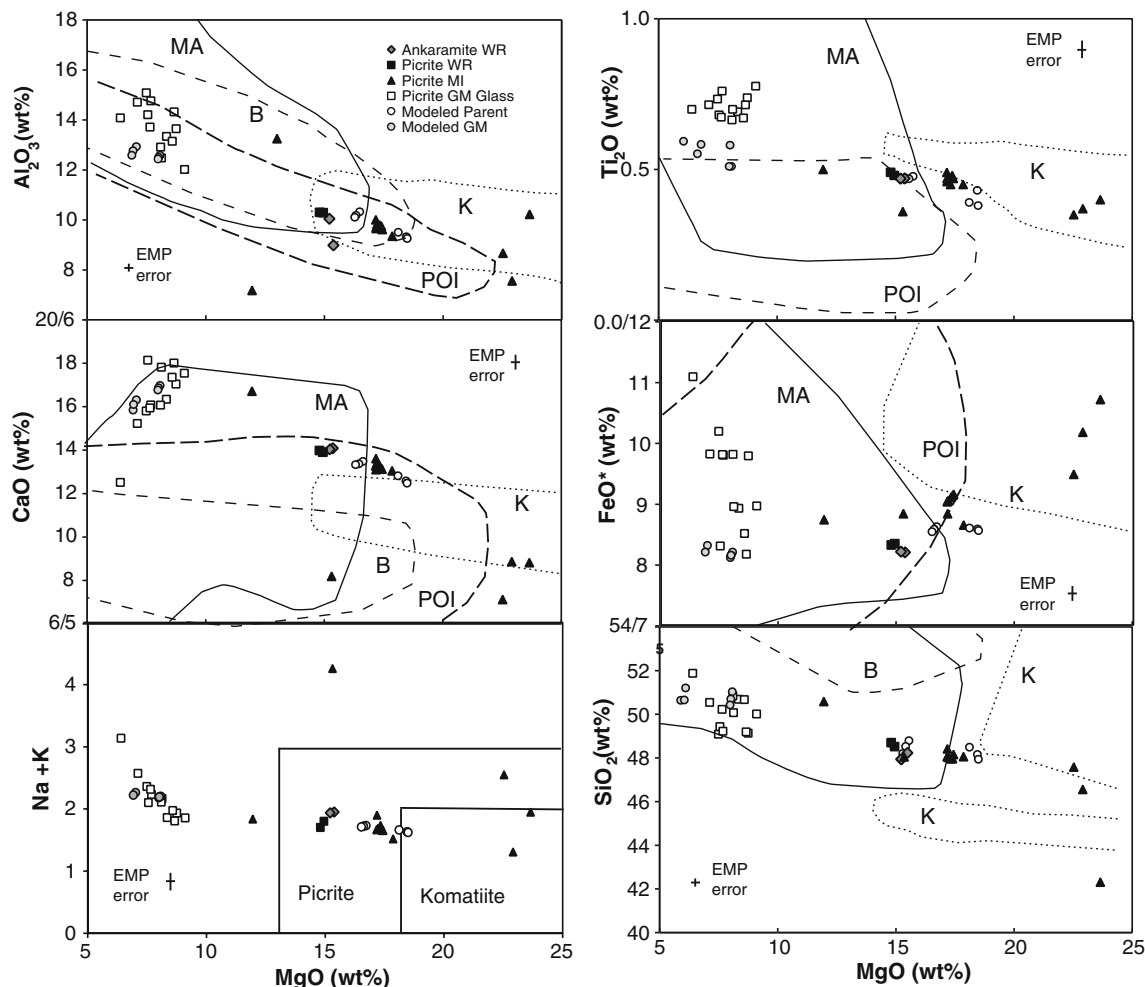 18
16
14
12
10
8
Al2O3(wt%)
MA
B
K
POI
EMP
error
Ankaramite WR
Picrite WR
Picrite MI
Picrite GM Glass
Modeled Parent
Modeled GM
1.0
0.5
Ti2O (wt%)
MA
K
POI
EMP
error
20/6
18
16
14
12
10
8
CaO (wt%)
MA
K
B
POI
EMP
error
0.0/12
11
10
9
8
FeO* (wt%)
MA
POI
K
EMP
error
6/5
4
3
2
1
0
Na +K
EMP
error
Picrite
Komatiite
5
10
15
20
25
MgO (wt%)
54/7
5
52
50
48
46
44
42
40
SiO2(wt%)
B
K
K
EMP
error
5
10
15
20
25
MgO (wt%)